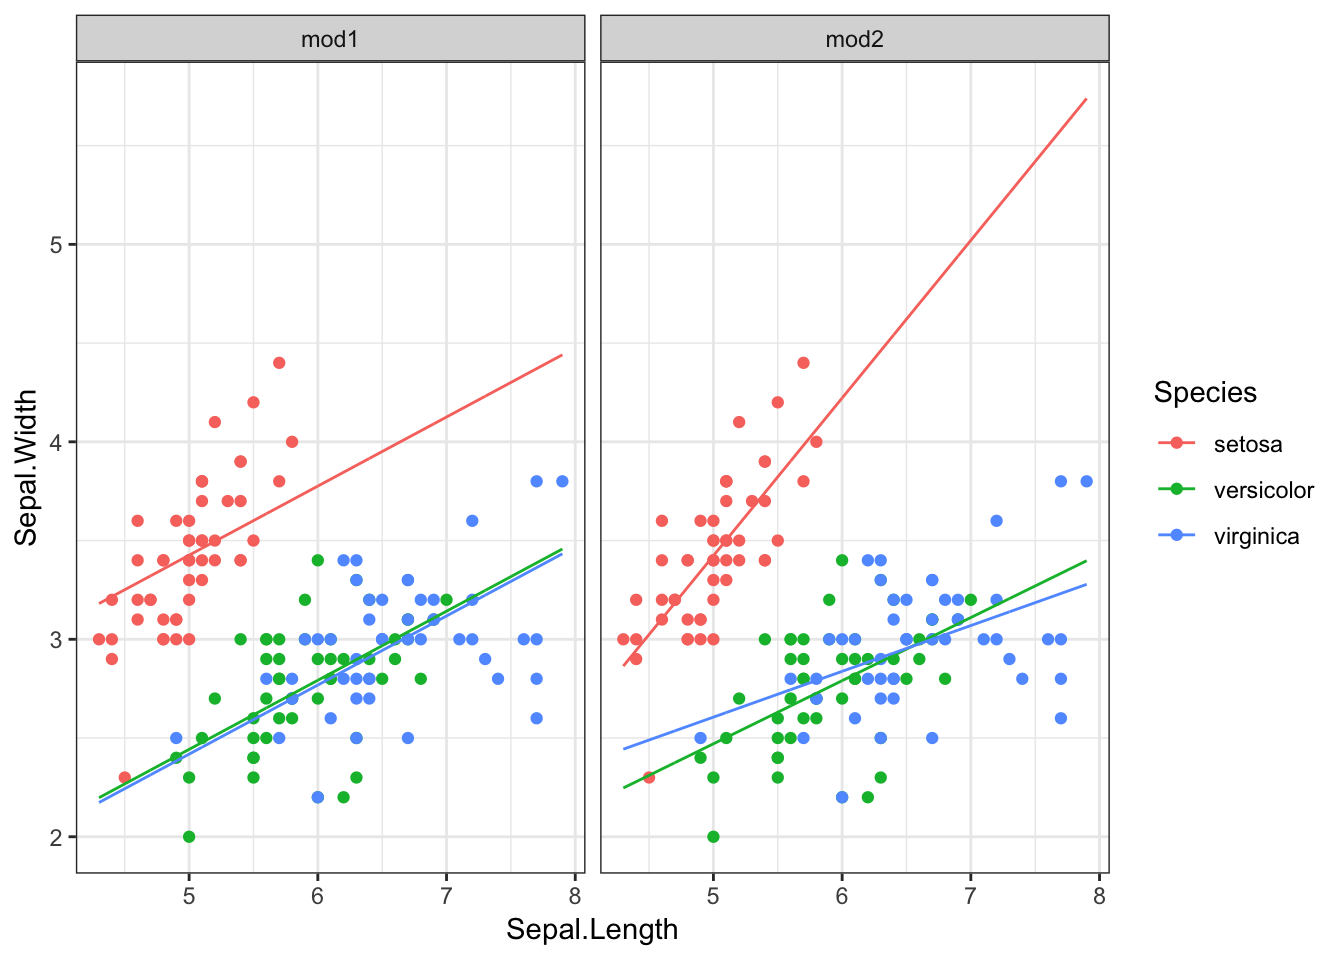 mod1
mod2
Sepal.Width
5
4
3
2
5 6 7 8
5 6 7 8
Sepal.Length
Species
setosa
versicolor
virginica